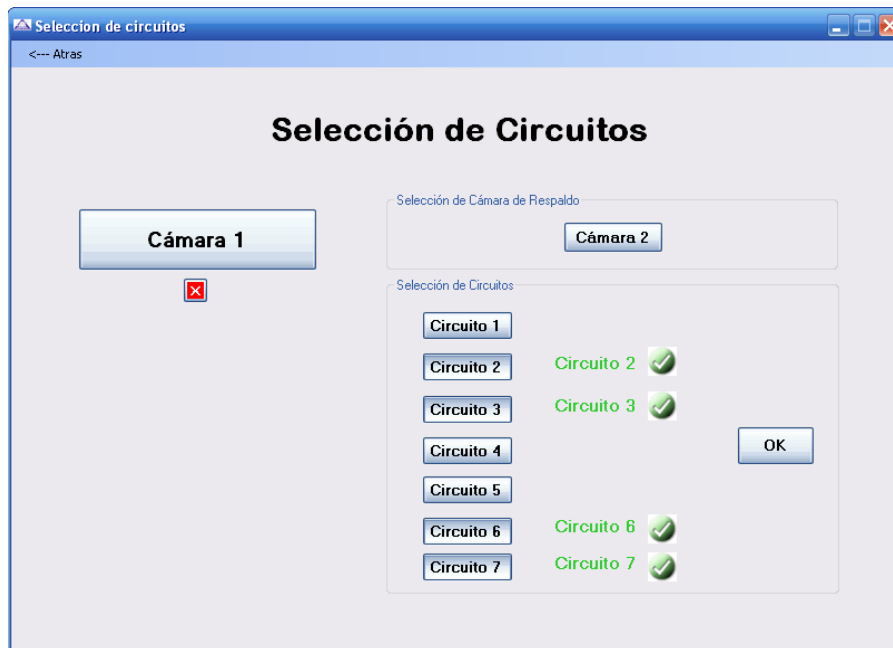 Seleccion de circuitos
<--- Atras
Selección de Circuitos
Cámara 1
Selección de Cámara de Respaldo
Cámara 2
Selección de Circuitos
Circuito 1
Circuito 2 Circuito 2
Circuito 3 Circuito 3
Circuito 4
OK
Circuito 5
Circuito 6 Circuito 6
Circuito 7 Circuito 7